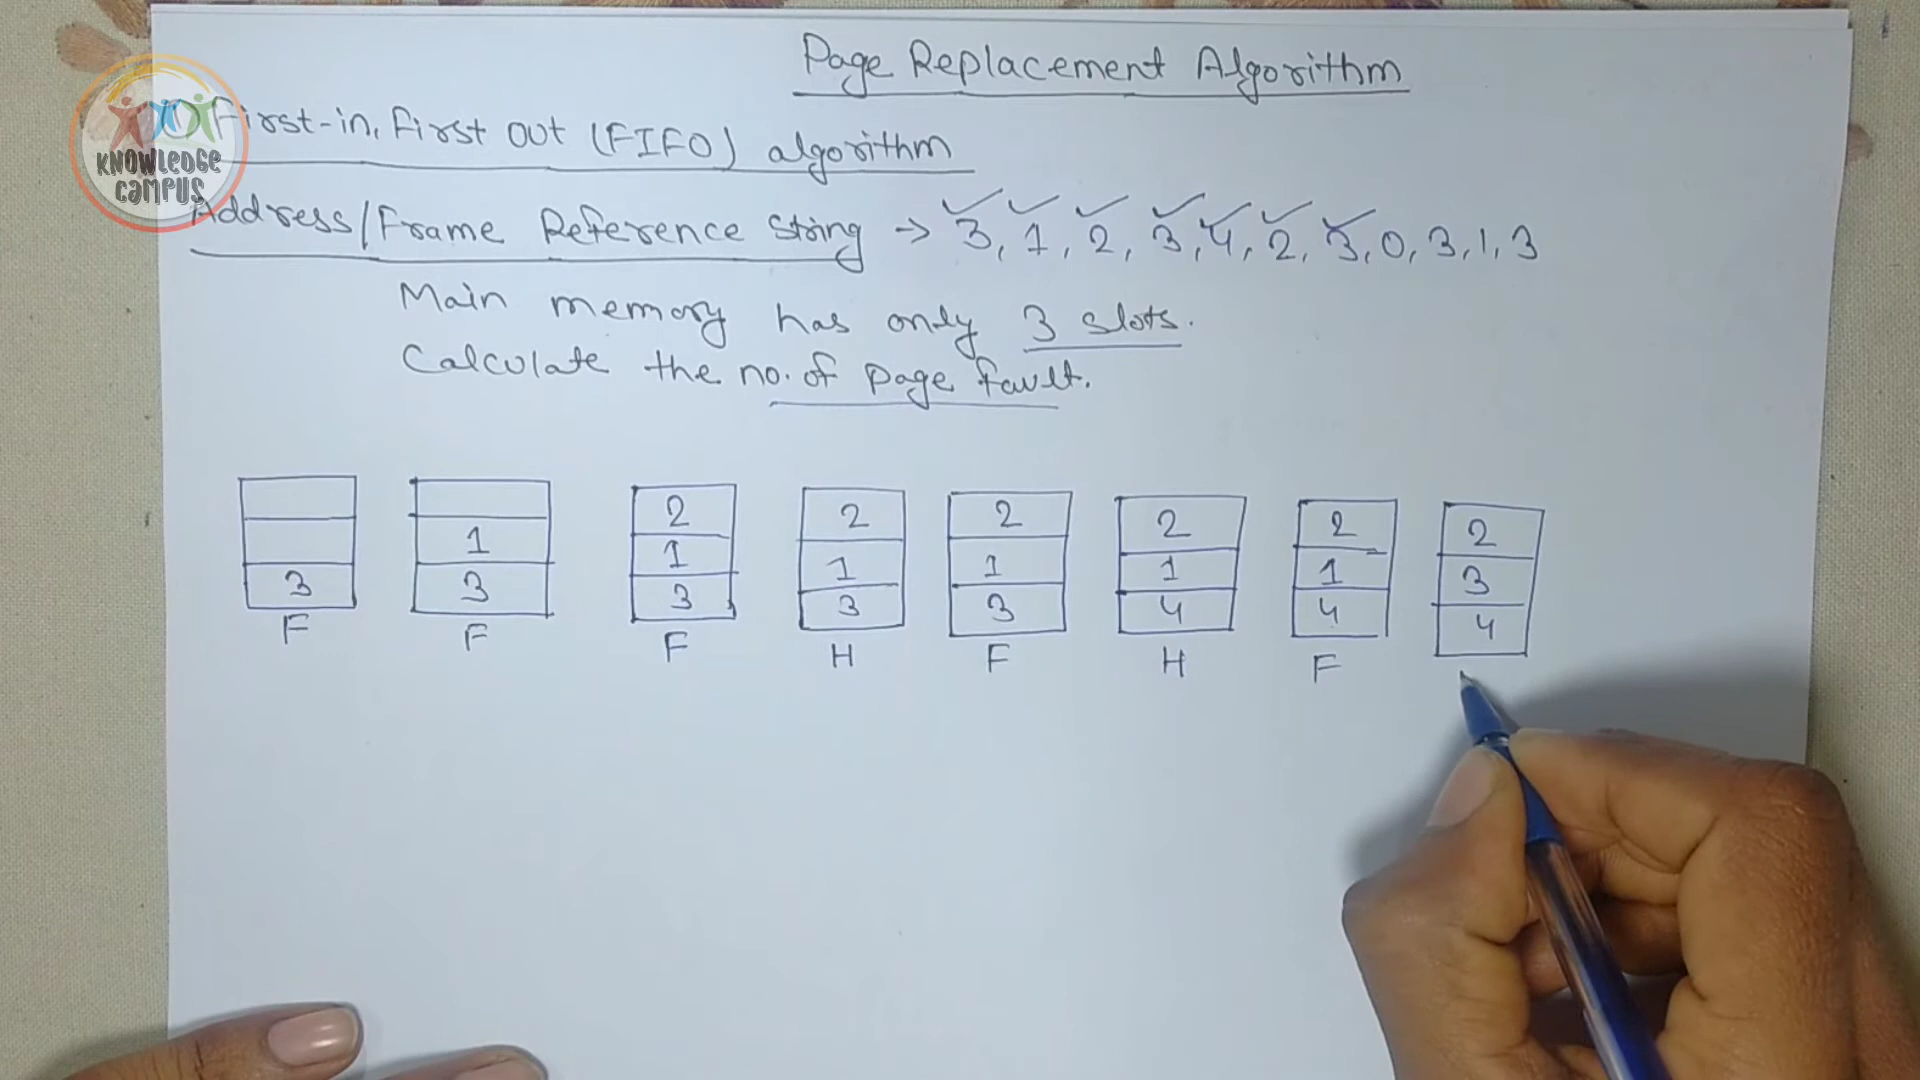 Page Replacement Algorithm
KNOWLEDGE
CAMPUS
First-in, First Out (FIFO) algorithm
Address/Frame Reference String → 3, 1, 2, 3, 4, 2, 3, 0, 3, 1, 3
Main memory has only 3 slots.
Calculate the no. of page fault.
2 2 2 2 2 2
1 1 1 1 1 1 3
3 3 3 3 3 4 4 4
F F F H F H F